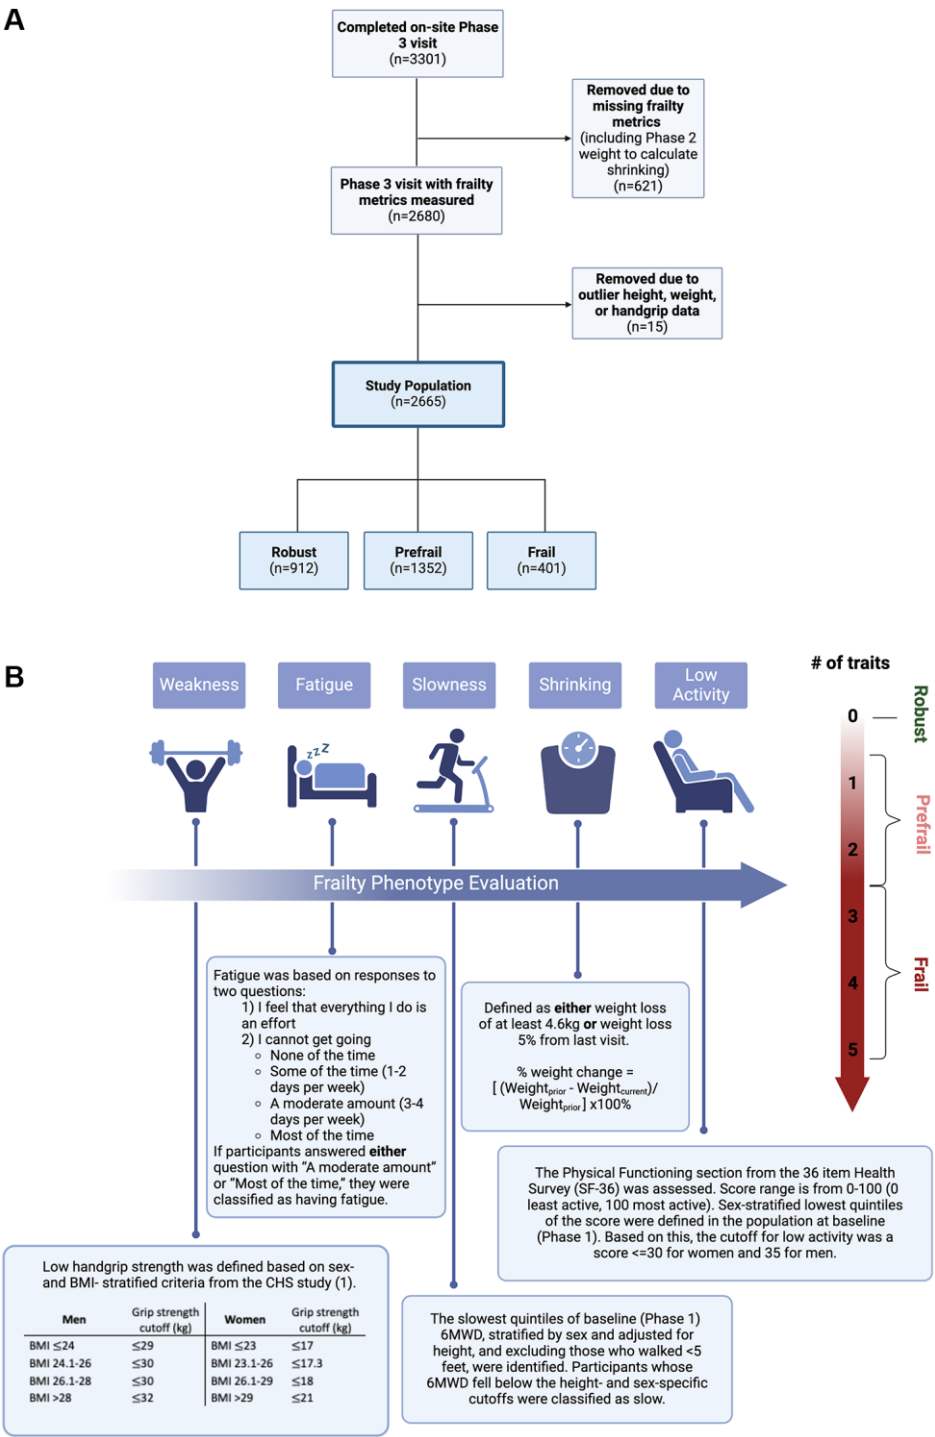 A
Completed on-site Phase
3 visit
(n=3301)
Removed due to
missing frailty
metrics
(including Phase 2
weight to calculate
shrinking)
(n=621)
Phase 3 visit with frailty
metrics measured
(n=2680)
Removed due to
outlier height, weight,
or handgrip data
(n=15)
Study Population
(n=2665)
Robust
(n=912)
Prefrail
(n=1352)
Frail
(n=401)
B
Weakness
Fatigue
Slowness
Shrinking
Low
Activity
# of traits
0
1
2
3
4
5
Robust
Prefrail
Frail
z z z
Frailty Phenotype Evaluation
Fatigue was based on responses to
two questions:
1) I feel that everything I do is
an effort
2) I cannot get going
○ None of the time
○ Some of the time (1-2
days per week)
○ A moderate amount (3-4
days per week)
○ Most of the time
If participants answered either
question with “A moderate amount”
or “Most of the time,” they were
classified as having fatigue.
Defined as either weight loss
of at least 4.6kg or weight loss
5% from last visit.
% weight change =
[ (Weightprior - Weightcurrent)/
Weightprior ] x100%
The Physical Functioning section from the 36 item Health
Survey (SF-36) was assessed. Score range is from 0-100 (0
least active, 100 most active). Sex-stratified lowest quintiles
of the score were defined in the population at baseline
(Phase 1). Based on this, the cutoff for low activity was a
score <=30 for women and 35 for men.
Low handgrip strength was defined based on sex-
and BMI- stratified criteria from the CHS study (1).
Men Grip strength cutoff (kg) Women Grip strength cutoff (kg)
BMI ≤24 ≤29 BMI ≤23 ≤17
BMI 24.1-26 ≤30 BMI 23.1-26 ≤17.3
BMI 26.1-28 ≤30 BMI 26.1-29 ≤18
BMI >28 ≤32 BMI >29 ≤21
The slowest quintiles of baseline (Phase 1)
6MWD, stratified by sex and adjusted for
height, and excluding those who walked <5
feet, were identified. Participants whose
6MWD fell below the height- and sex-specific
cutoffs were classified as slow.